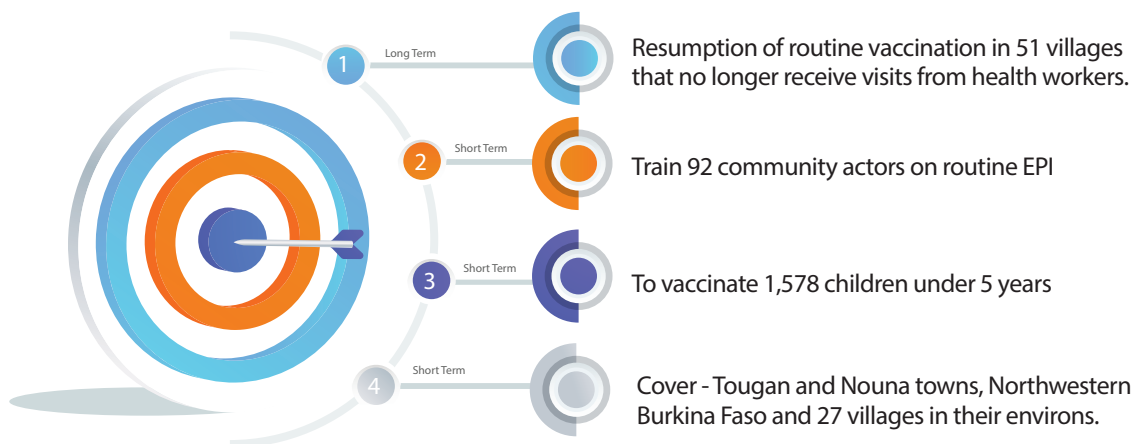 1
Long Term
Resumption of routine vaccination in 51 villages
that no longer receive visits from health workers.
2
Short Term
Train 92 community actors on routine EPI
3
Short Term
To vaccinate 1,578 children under 5 years
4
Short Term
Cover - Tougan and Nouna towns, Northwestern
Burkina Faso and 27 villages in their environs.